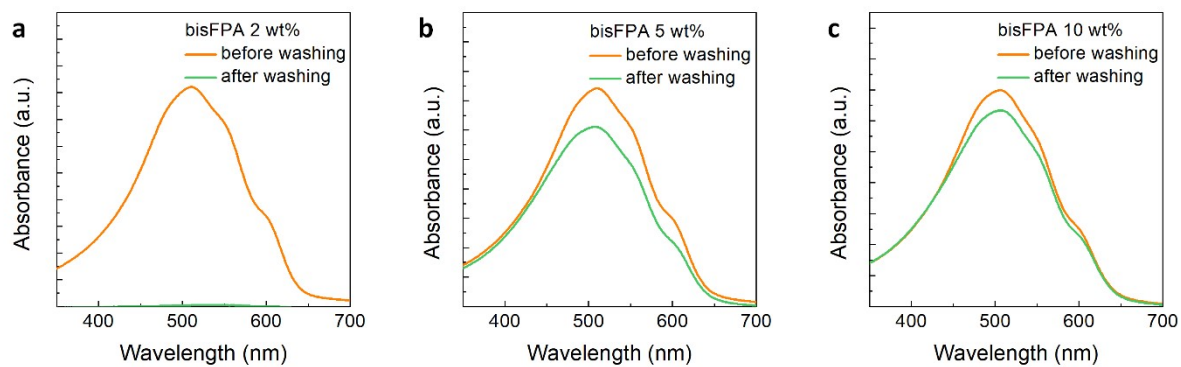 a
bisFPA 2 wt%
before washing
after washing
Absorbance (a.u.)
400 500 600 700
Wavelength (nm)
b
bisFPA 5 wt%
before washing
after washing
Absorbance (a.u.)
400 500 600 700
Wavelength (nm)
c
bisFPA 10 wt%
before washing
after washing
Absorbance (a.u.)
400 500 600 700
Wavelength (nm)